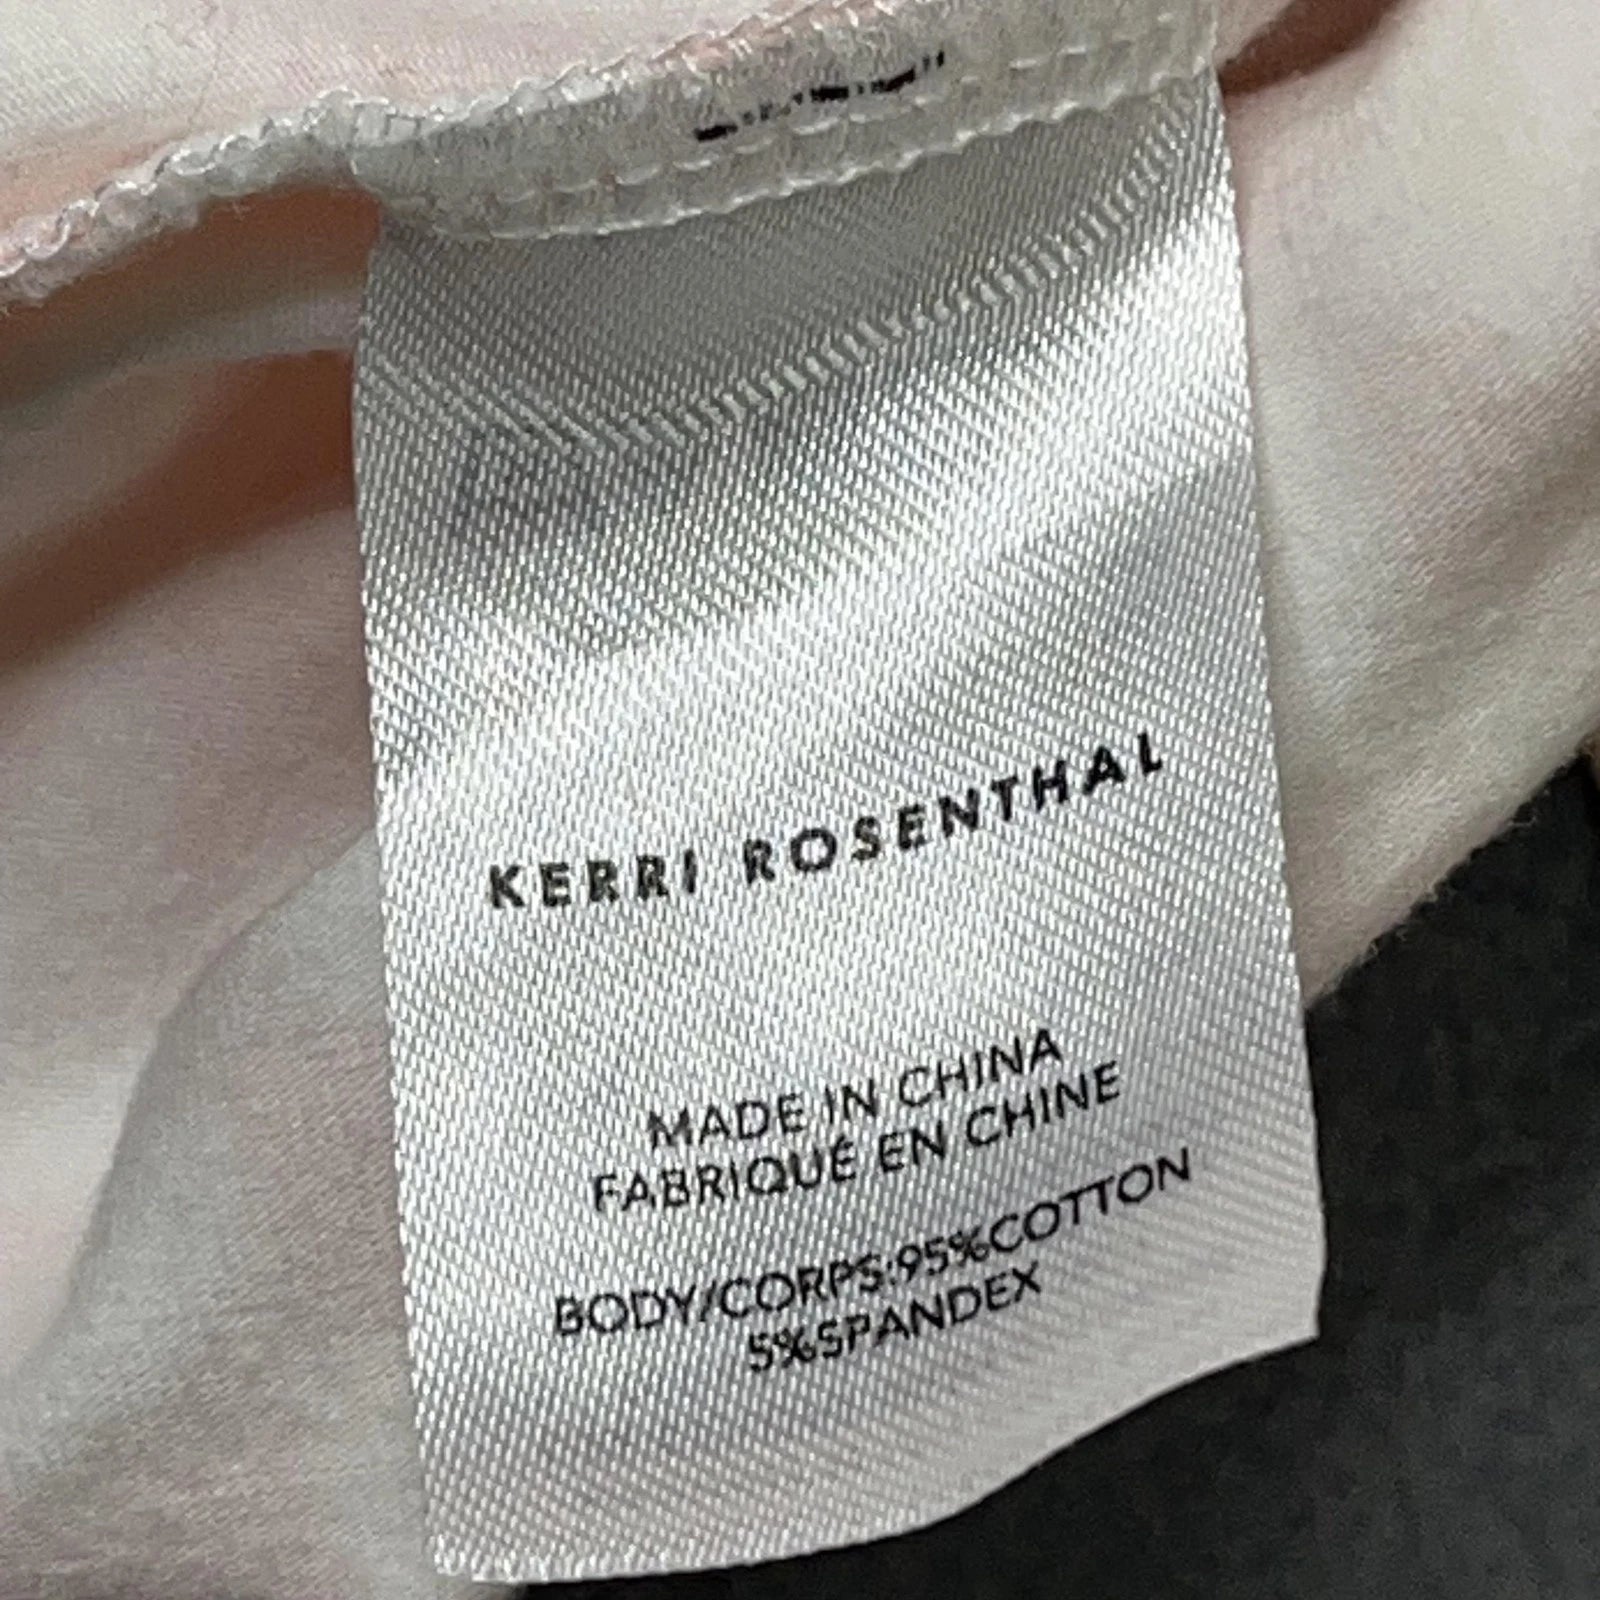 KERRI ROSENTHAL
MADE IN CHINA
FABRIQUÉ EN CHINE
BODY/CORPS:95%COTTON
5%SPANDEX